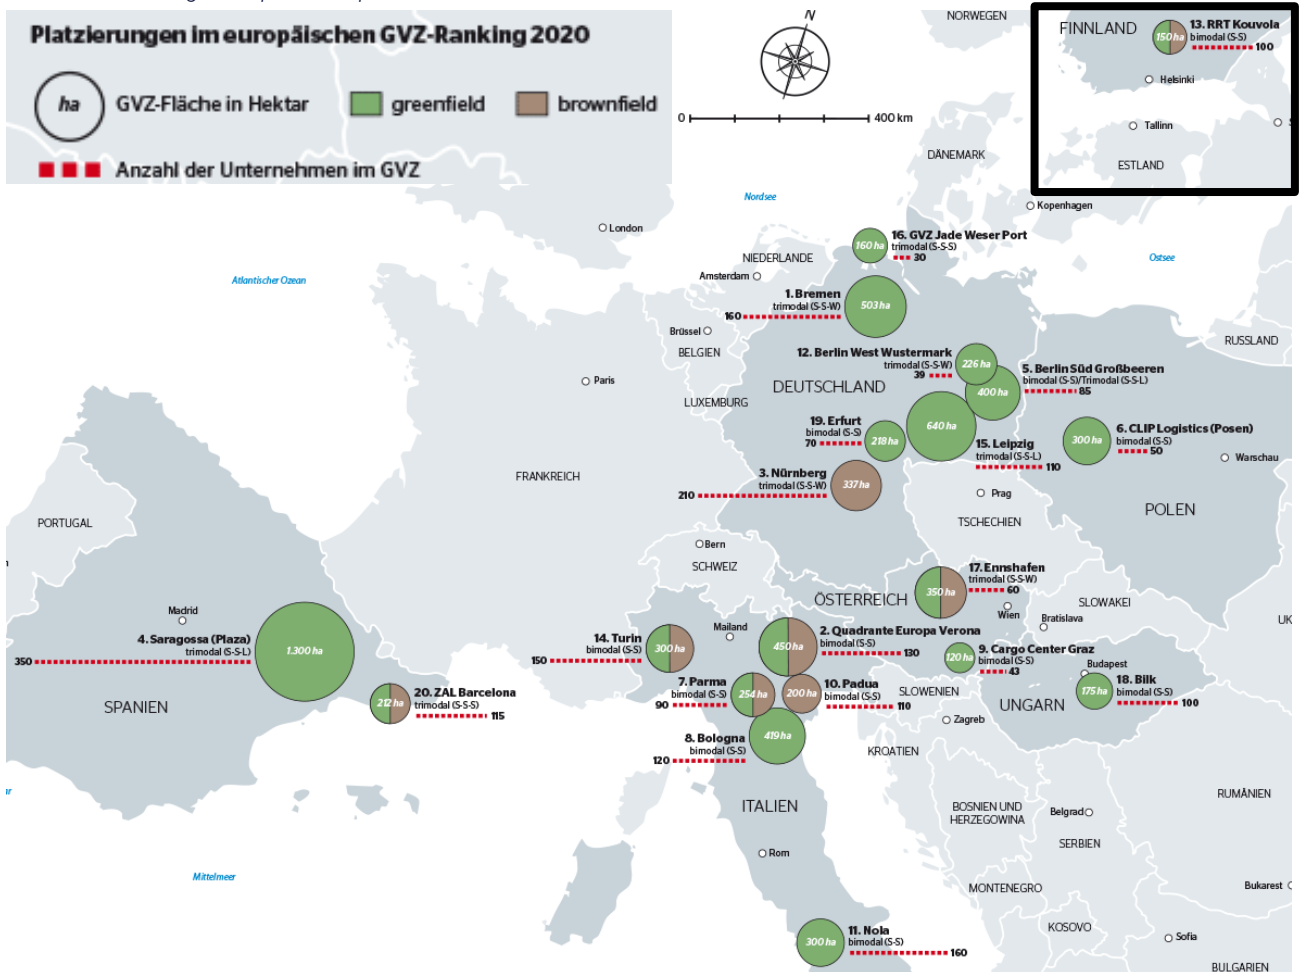 Platzierungen im europäischen GVZ-Ranking 2020
ha
GVZ-Fläche in Hektar
greenfield
brownfield
Anzahl der Unternehmen im GVZ
N
0
400 km
NORWEGEN
FINNLAND
150 ha
13. RRT Kouvola
bimodal (S-S)
100
Helsinki
Tallinn
ESTLAND
DÄNEMARK
Kopenhagen
Nordsee
Ostsee
London
Atlantischer Ozean
NIEDERLANDE
Amsterdam
160 ha
16. GVZ Jade Weser Port
trimodal (S-S-S)
30
1. Bremen
trimodal (S-S-W)
160
503 ha
Brüssel
BELGIEN
RUSSLAND
12. Berlin West Wustermark
trimodal (S-S-W)
39
226 ha
5. Berlin Süd Großbeeren
bimodal (S-S)/Trimodal (S-S-L)
85
400 ha
Paris
DEUTSCHLAND
LUXEMBURG
19. Erfurt
bimodal (S-S)
70
218 ha
640 ha
15. Leipzig
trimodal (S-S-L)
110
300 ha
6. CLIP Logistics (Posen)
bimodal (S-S)
50
Warschau
FRANKREICH
3. Nürnberg
trimodal (S-S-W)
210
337 ha
Prag
TSCHECHIEN
POLEN
PORTUGAL
Bern
SCHWEIZ
17. Ennshafen
trimodal (S-S-W)
60
350 ha
ÖSTERREICH
Wien
SLOWAKEI
Bratislava
UK
Madrid
4. Saragossa (Plaza)
trimodal (S-S-L)
350
1.300 ha
14. Turin
bimodal (S-S)
150
300 ha
Mailand
450 ha
2. Quadrante Europa Verona
bimodal (S-S)
130
120 ha
9. Cargo Center Graz
bimodal (S-S)
43
Budapest
175 ha
18. Bilk
bimodal (S-S)
100
SPANIEN
212 ha
20. ZAL Barcelona
trimodal (S-S-S)
115
7. Parma
bimodal (S-S)
90
254 ha
200 ha
10. Padua
bimodal (S-S)
110
SLOWENIEN
UNGARN
Zagreb
8. Bologna
bimodal (S-S)
120
419 ha
KROATIEN
ITALIEN
BOSNIEN UND
HERZEGOWINA
Belgrad
SERBIEN
RUMÄNIEN
Rom
Mittelmeer
MONTENEGRO
Bukarest
KOSOVO
Sofia
BULGARIEN
300 ha
11. Nola
bimodal (S-S)
160